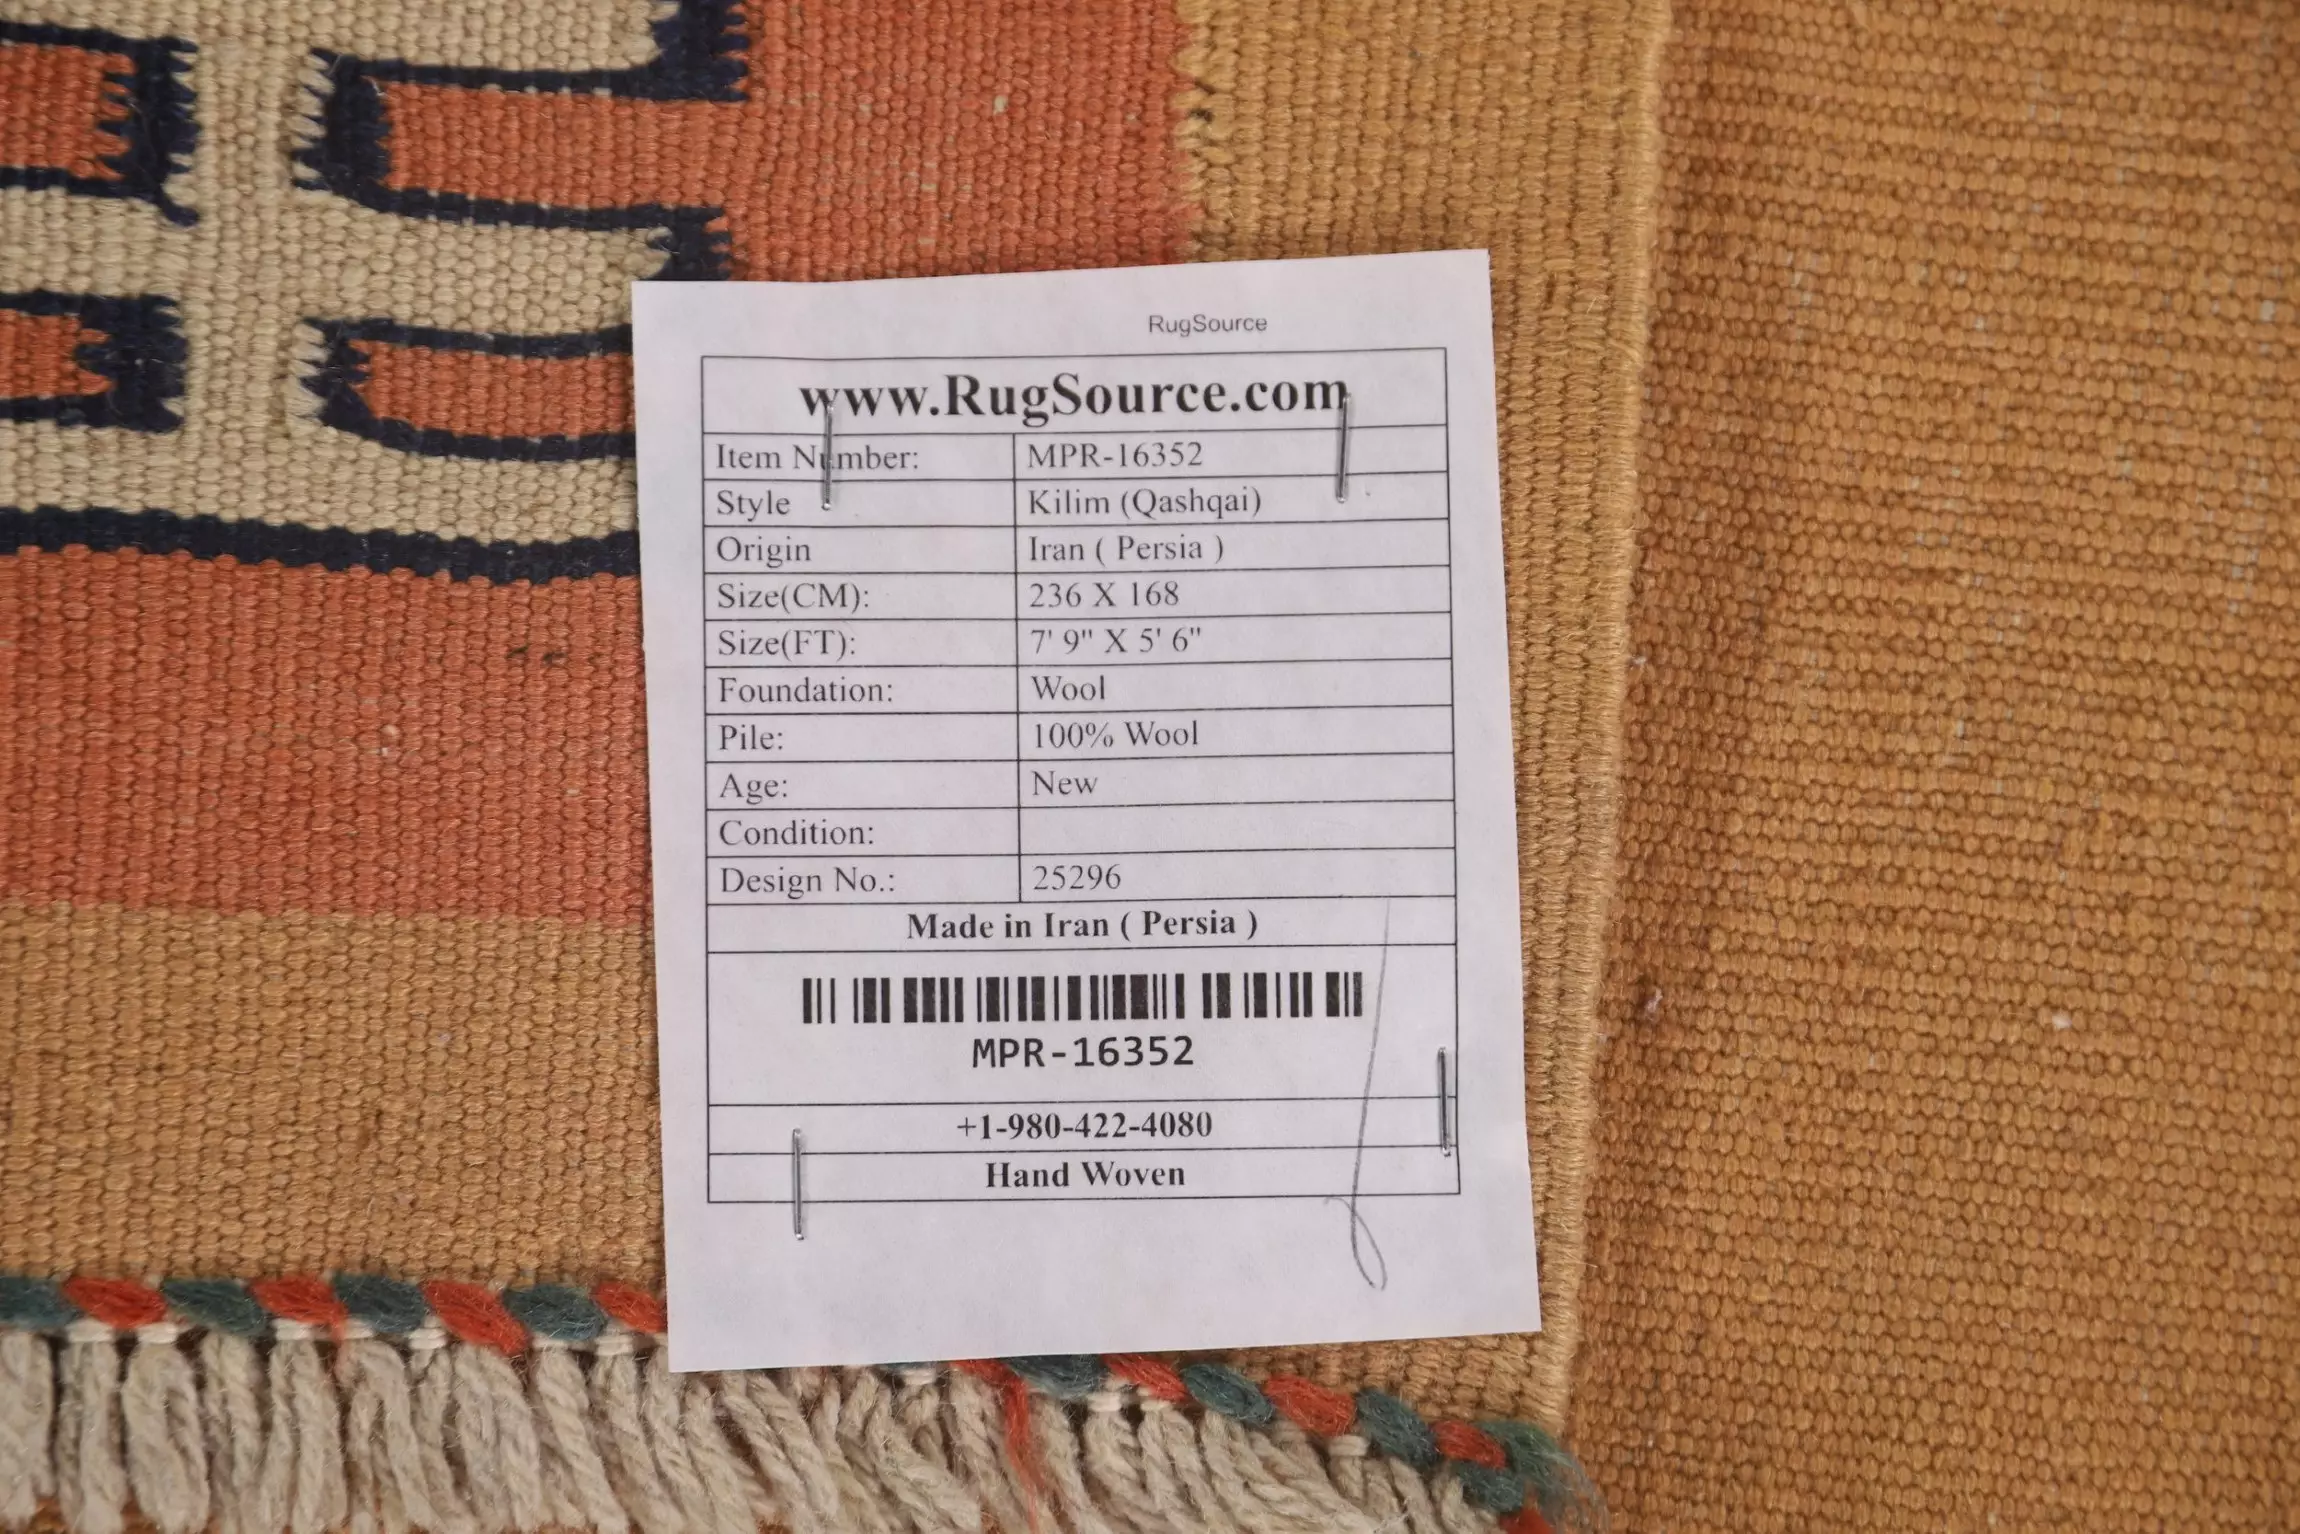 RugSource
www.RugSource.com
Item Number: MPR-16352
Style Kilim (Qashqai)
Origin Iran ( Persia )
Size(CM): 236 X 168
Size(FT): 7' 9" X 5' 6"
Foundation: Wool
Pile: 100% Wool
Age: New
Condition:
Design No.: 25296
Made in Iran ( Persia )
MPR-16352
+1-980-422-4080
Hand Woven